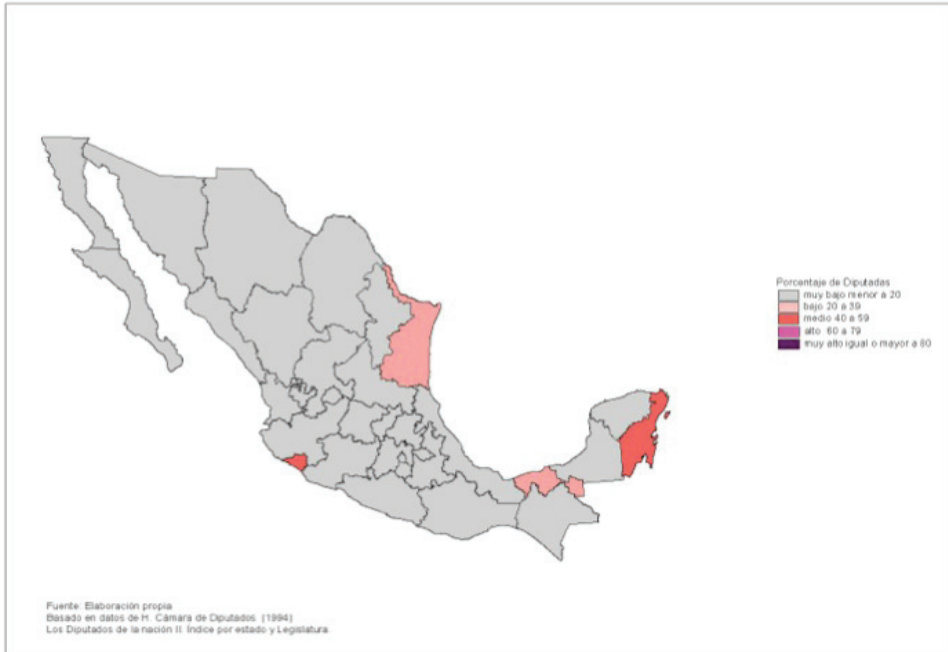 Porcentaje de Diputadas
muy bajo menor a 20
bajo 20 a 39
medio 40 a 59
alto 60 a 79
muy alto igual o mayor a 80
Fuente: Elaboración propia
Basado en datos de H. Cámara de Diputados (1994)
Los Diputados de la nación II. Índice por estado y Legislatura.